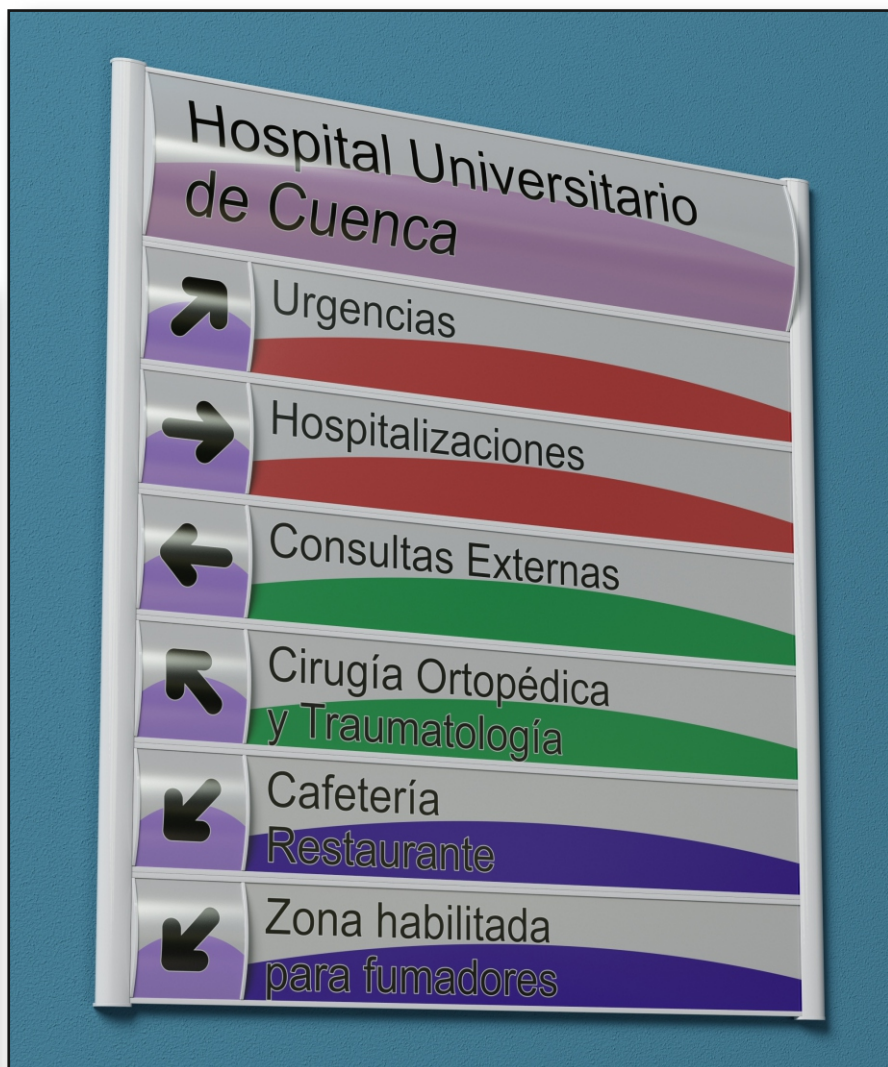 Hospital Universitario
de Cuenca
Urgencias
Hospitalizaciones
Consultas Externas
Cirugía Ortopédica
y Traumatología
Cafetería
Restaurante
Zona habilitada
para fumadores